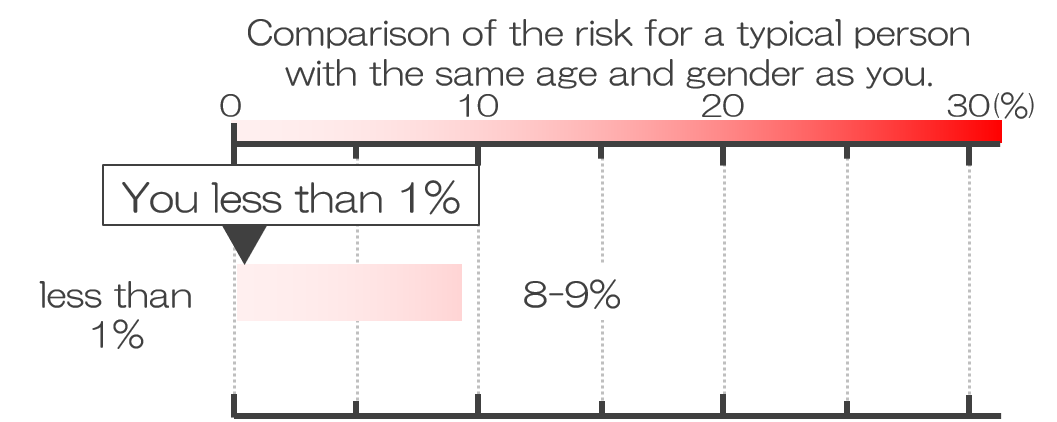 Comparison of the risk for a typical person
with the same age and gender as you.
0 10 20 30(%)
You less than 1%
less than
1%
8-9%